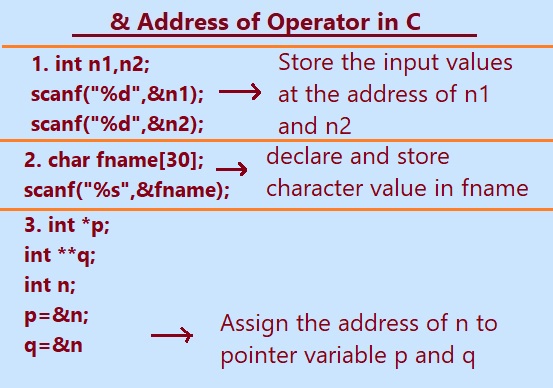 & Address of Operator in C
1. int n1,n2;
scanf("%d",&n1);
scanf("%d",&n2);
Store the input values
at the address of n1
and n2
2. char fname[30];
scanf("%s",&fname);
declare and store
character value in fname
3. int *p;
int **q;
int n;
p=&n;
q=&n
Assign the address of n to
pointer variable p and q